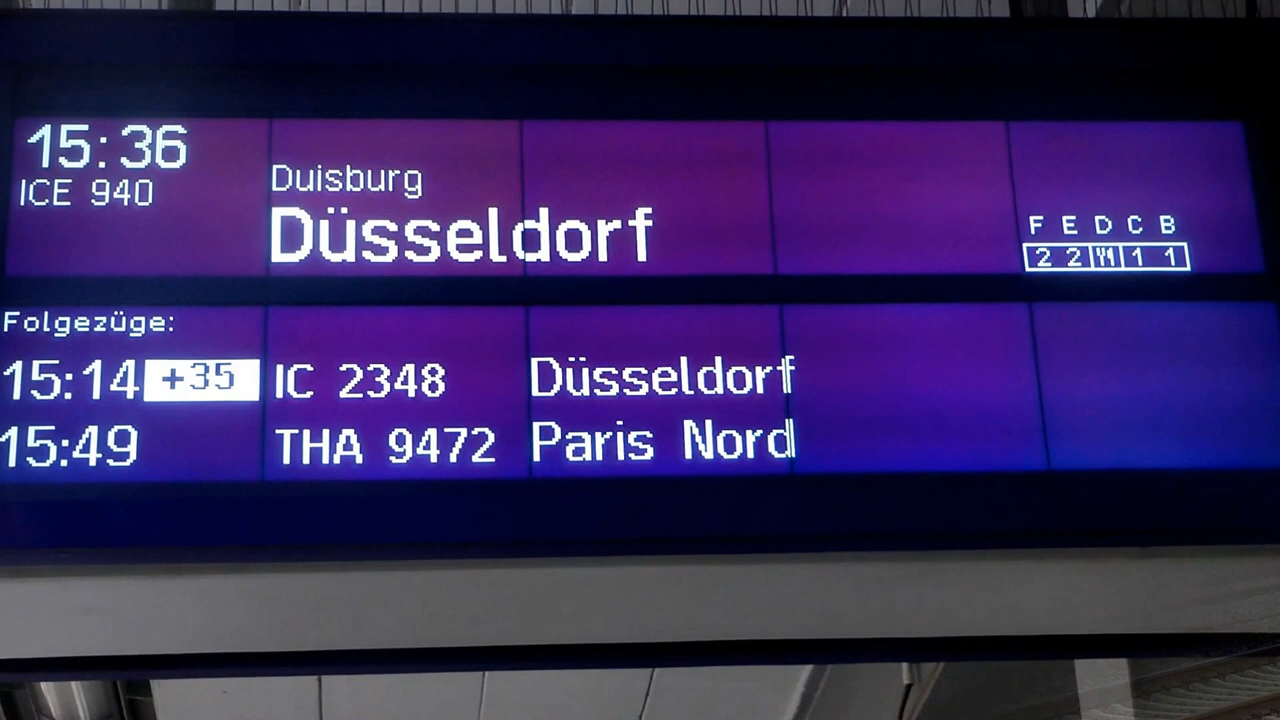 15:36
ICE 940
Duisburg
Düsseldorf
F E D C B
2 2 1 1
Folgezüge:
15:14 +35 IC 2348 Düsseldorf
15:49 THA 9472 Paris Nord